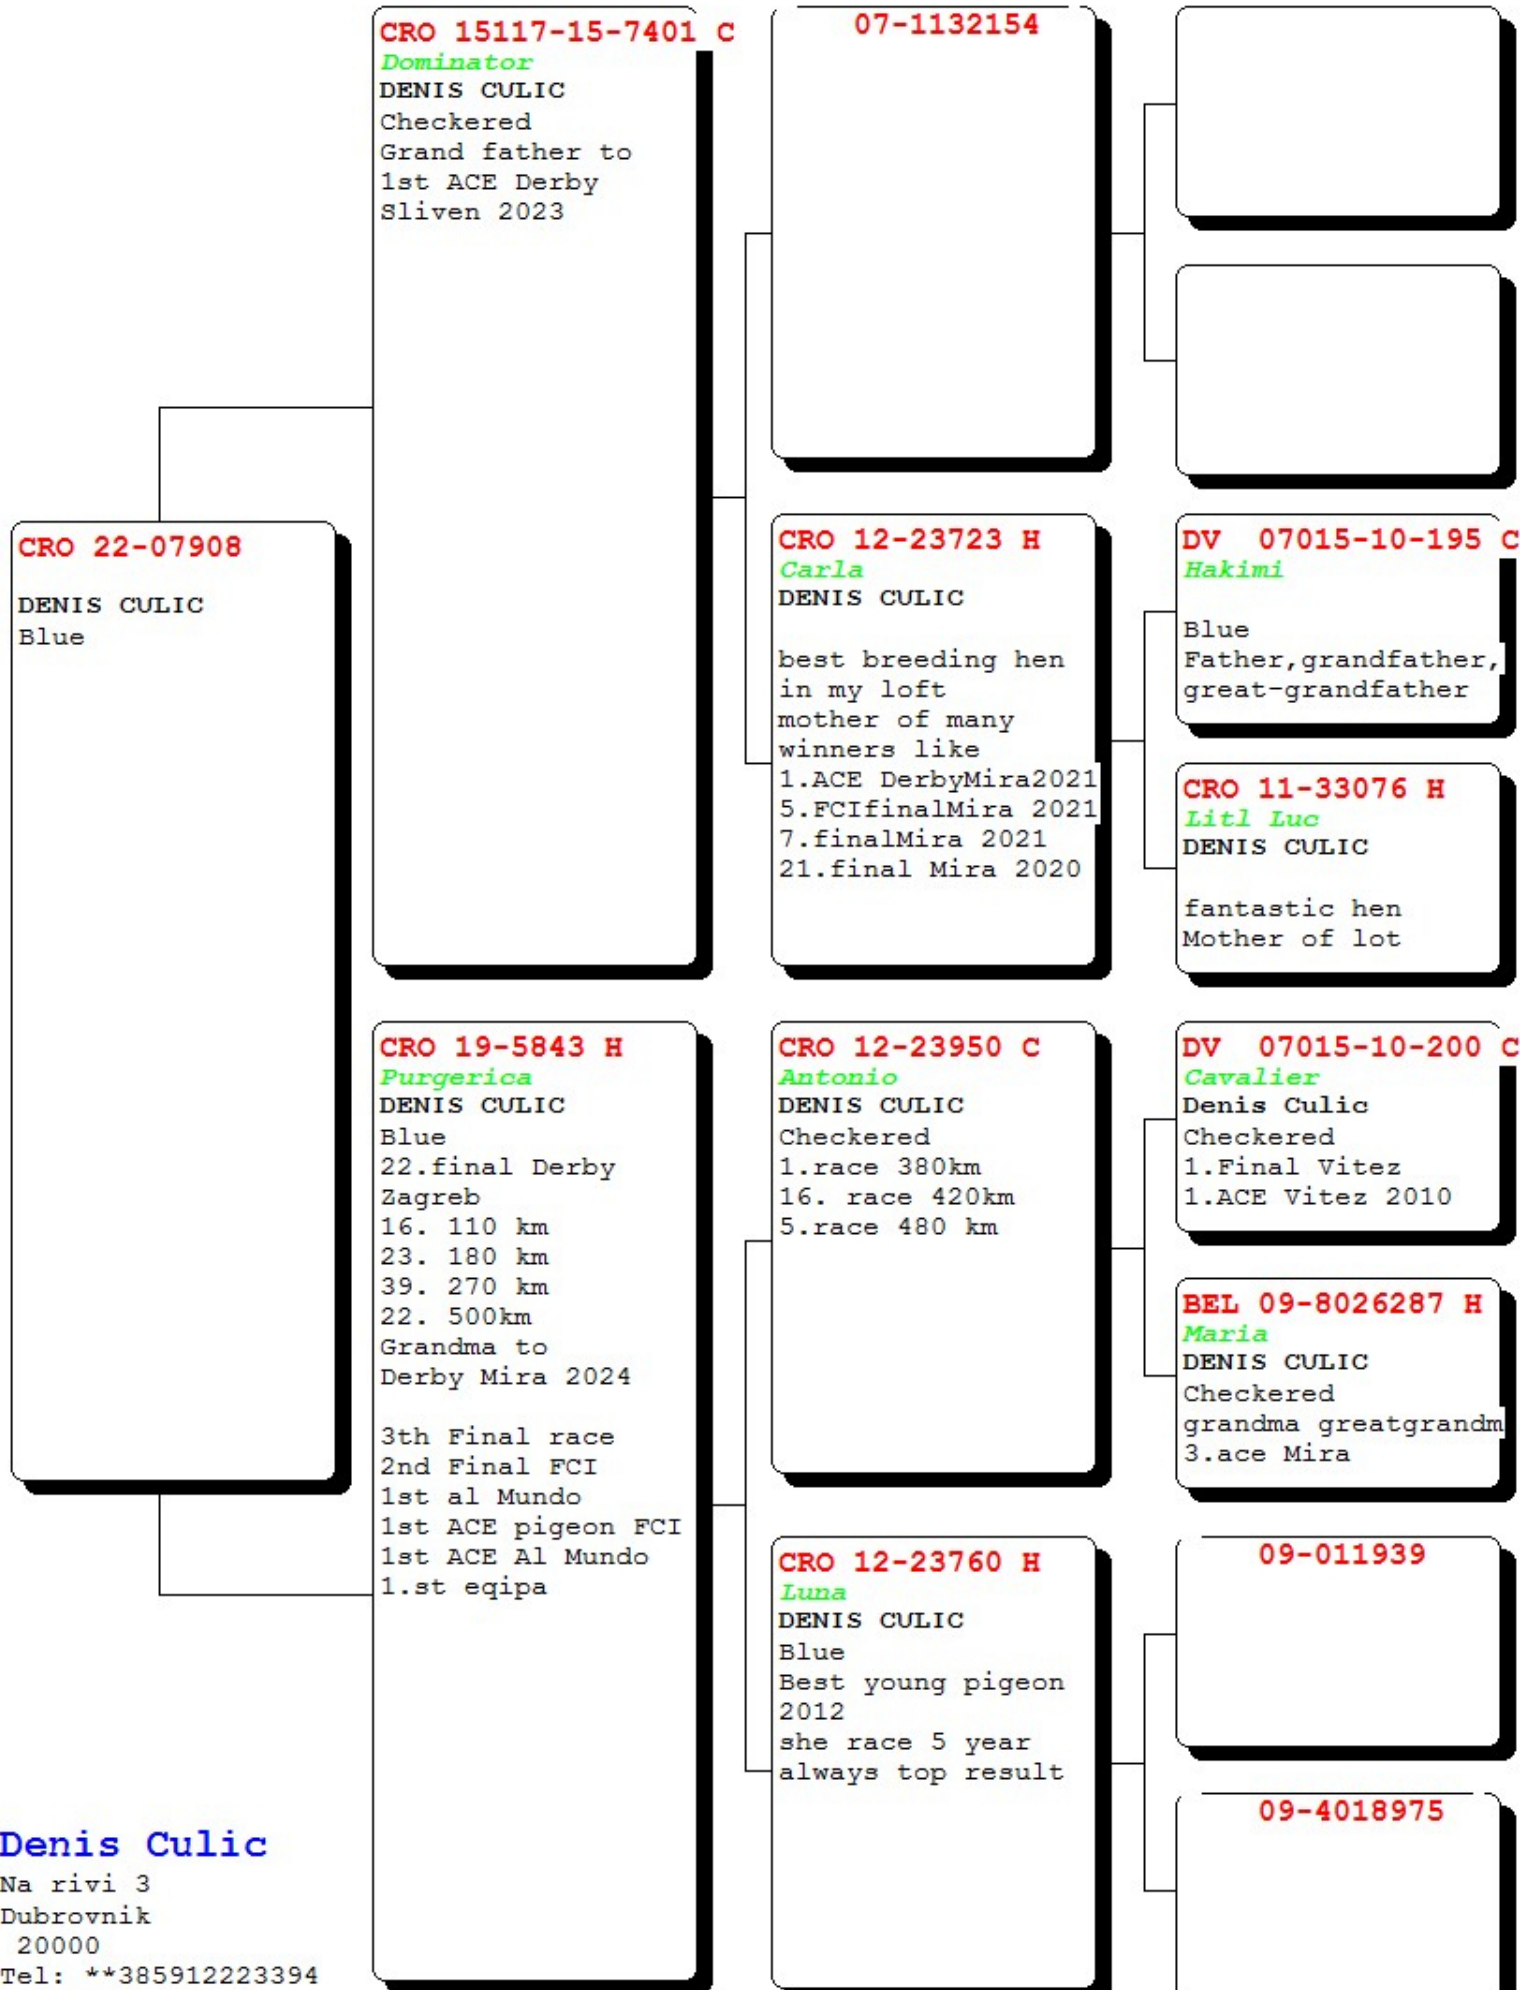 CRO 22-07908
DENIS CULIC
Blue
CRO 15117-15-7401 C
Dominator
DENIS CULIC
Checkered
Grand father to
1st ACE Derby
Sliven 2023
CRO 19-5843 H
Purgerica
DENIS CULIC
Blue
22.final Derby
Zagreb
16. 110 km
23. 180 km
39. 270 km
22. 500km
Grandma to
Derby Mira 2024
3th Final race
2nd Final FCI
1st al Mundo
1st ACE pigeon FCI
1st ACE Al Mundo
1.st eqipa
07-1132154
CRO 12-23723 H
Carla
DENIS CULIC
best breeding hen
in my loft
mother of many
winners like
1.ACE DerbyMira2021
5.FCIfinalMira 2021
7.finalMira 2021
21.final Mira 2020
CRO 12-23950 C
Antonio
DENIS CULIC
Checkered
1.race 380km
16. race 420km
5.race 480 km
CRO 12-23760 H
Luna
DENIS CULIC
Blue
Best young pigeon
2012
she race 5 year
always top result
DV 07015-10-195 C
Hakimi
Blue
Father,grandfather,
great-grandfather
CRO 11-33076 H
Litl Luc
DENIS CULIC
fantastic hen
Mother of lot
DV 07015-10-200 C
Cavalier
Denis Culic
Checkered
1.Final Vitez
1.ACE Vitez 2010
BEL 09-8026287 H
Maria
DENIS CULIC
Checkered
grandma greatgrandm
3.ace Mira
09-011939
09-4018975
Denis Culic
Na rivi 3
Dubrovnik
20000
Tel: **385912223394